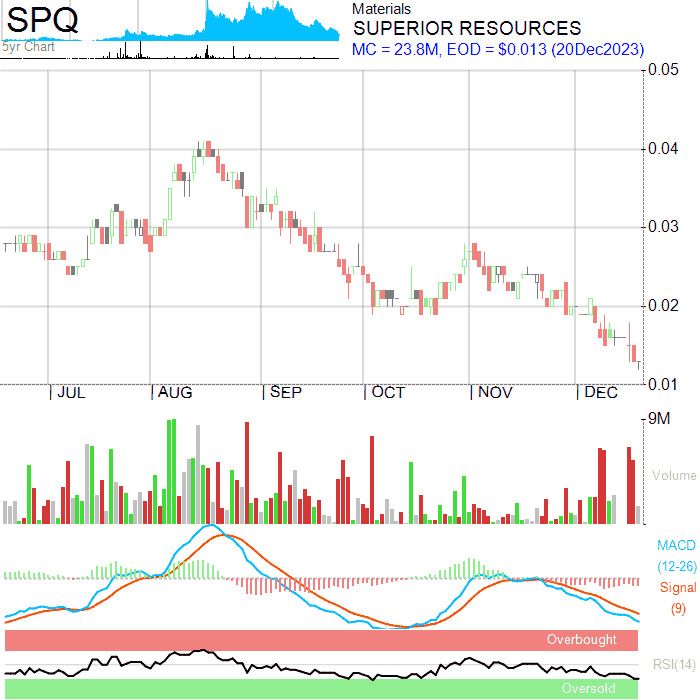 SPQ
5yr Chart
Materials
SUPERIOR RESOURCES
MC = 23.8M, EOD = $0.013 (20Dec2023)
0.05
0.04
0.03
0.02
0.01
JUL AUG SEP OCT NOV DEC
9M
Volume
MACD
(12-26)
Signal
(9)
Overbought
RSI(14)
Oversold